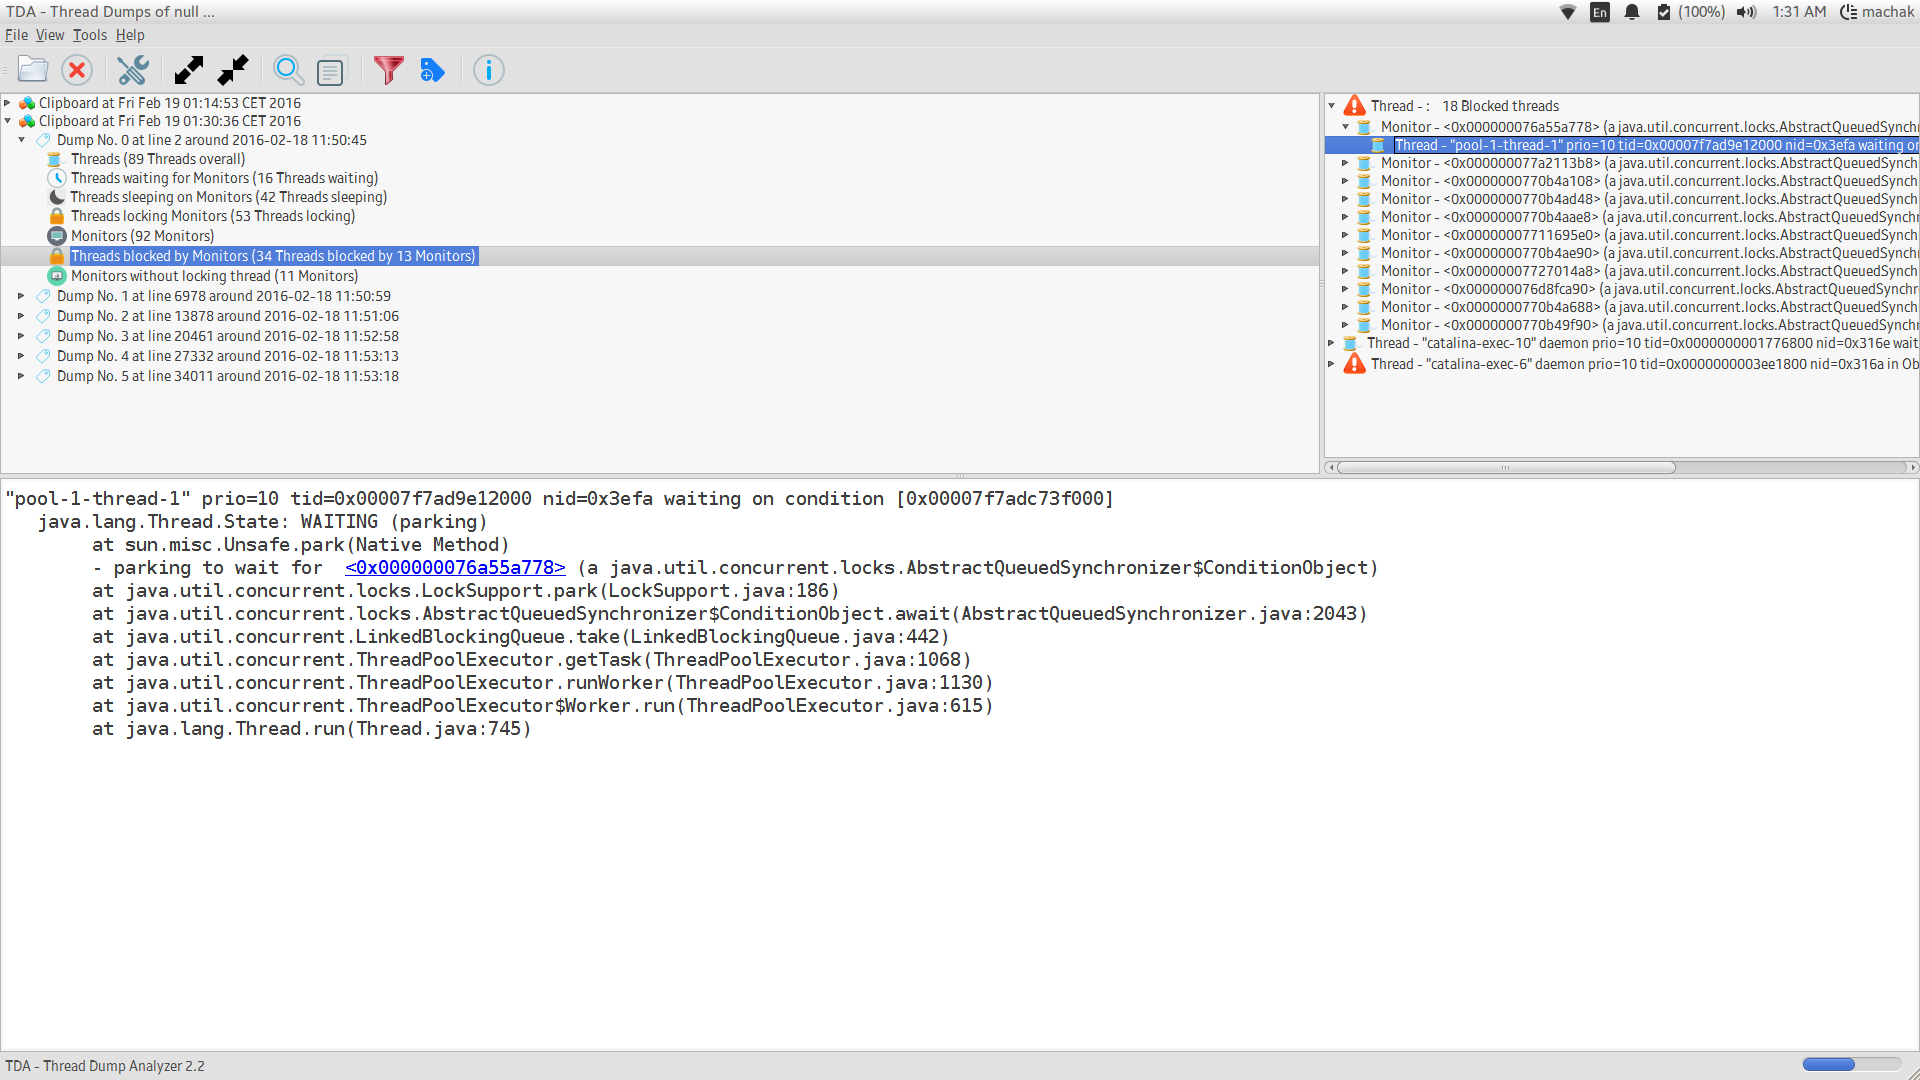 TDA - Thread Dumps of null ...
En
(100%)
1:31 AM
machak
File View Tools Help
Clipboard at Fri Feb 19 01:14:53 CET 2016
Clipboard at Fri Feb 19 01:30:36 CET 2016
Dump No. 0 at line 2 around 2016-02-18 11:50:45
Threads (89 Threads overall)
Threads waiting for Monitors (16 Threads waiting)
Threads sleeping on Monitors (42 Threads sleeping)
Threads locking Monitors (53 Threads locking)
Monitors (92 Monitors)
Threads blocked by Monitors (34 Threads blocked by 13 Monitors)
Monitors without locking thread (11 Monitors)
Dump No. 1 at line 6978 around 2016-02-18 11:50:59
Dump No. 2 at line 13878 around 2016-02-18 11:51:06
Dump No. 3 at line 20461 around 2016-02-18 11:52:58
Dump No. 4 at line 27332 around 2016-02-18 11:53:13
Dump No. 5 at line 34011 around 2016-02-18 11:53:18
Thread - : 18 Blocked threads
Monitor - <0x000000076a55a778> (a java.util.concurrent.locks.AbstractQueuedSynchr
Thread - "pool-1-thread-1" prio=10 tid=0x00007f7ad9e12000 nid=0x3efa waiting on
Monitor - <0x000000077a2113b8> (a java.util.concurrent.locks.AbstractQueuedSynchr
Monitor - <0x0000000770b4a108> (a java.util.concurrent.locks.AbstractQueuedSynch
Monitor - <0x0000000770b4ad48> (a java.util.concurrent.locks.AbstractQueuedSynch
Monitor - <0x0000000770b4aae8> (a java.util.concurrent.locks.AbstractQueuedSynchr
Monitor - <0x00000007711695e0> (a java.util.concurrent.locks.AbstractQueuedSynch
Monitor - <0x0000000770b4ae90> (a java.util.concurrent.locks.AbstractQueuedSynch
Monitor - <0x00000007727014a8> (a java.util.concurrent.locks.AbstractQueuedSynch
Monitor - <0x000000076d8fca90> (a java.util.concurrent.locks.AbstractQueuedSynchr
Monitor - <0x0000000770b4a688> (a java.util.concurrent.locks.AbstractQueuedSynch
Monitor - <0x0000000770b49f90> (a java.util.concurrent.locks.AbstractQueuedSynch
Thread - "catalina-exec-10" daemon prio=10 tid=0x0000000001776800 nid=0x316e wait
Thread - "catalina-exec-6" daemon prio=10 tid=0x0000000003ee1800 nid=0x316a in Ob
"pool-1-thread-1" prio=10 tid=0x00007f7ad9e12000 nid=0x3efa waiting on condition [0x00007f7adc73f000]
java.lang.Thread.State: WAITING (parking)
at sun.misc.Unsafe.park(Native Method)
- parking to wait for <0x000000076a55a778> (a java.util.concurrent.locks.AbstractQueuedSynchronizer$ConditionObject)
at java.util.concurrent.locks.LockSupport.park(LockSupport.java:186)
at java.util.concurrent.locks.AbstractQueuedSynchronizer$ConditionObject.await(AbstractQueuedSynchronizer.java:2043)
at java.util.concurrent.LinkedBlockingQueue.take(LinkedBlockingQueue.java:442)
at java.util.concurrent.ThreadPoolExecutor.getTask(ThreadPoolExecutor.java:1068)
at java.util.concurrent.ThreadPoolExecutor.runWorker(ThreadPoolExecutor.java:1130)
at java.util.concurrent.ThreadPoolExecutor$Worker.run(ThreadPoolExecutor.java:615)
at java.lang.Thread.run(Thread.java:745)
TDA - Thread Dump Analyzer 2.2